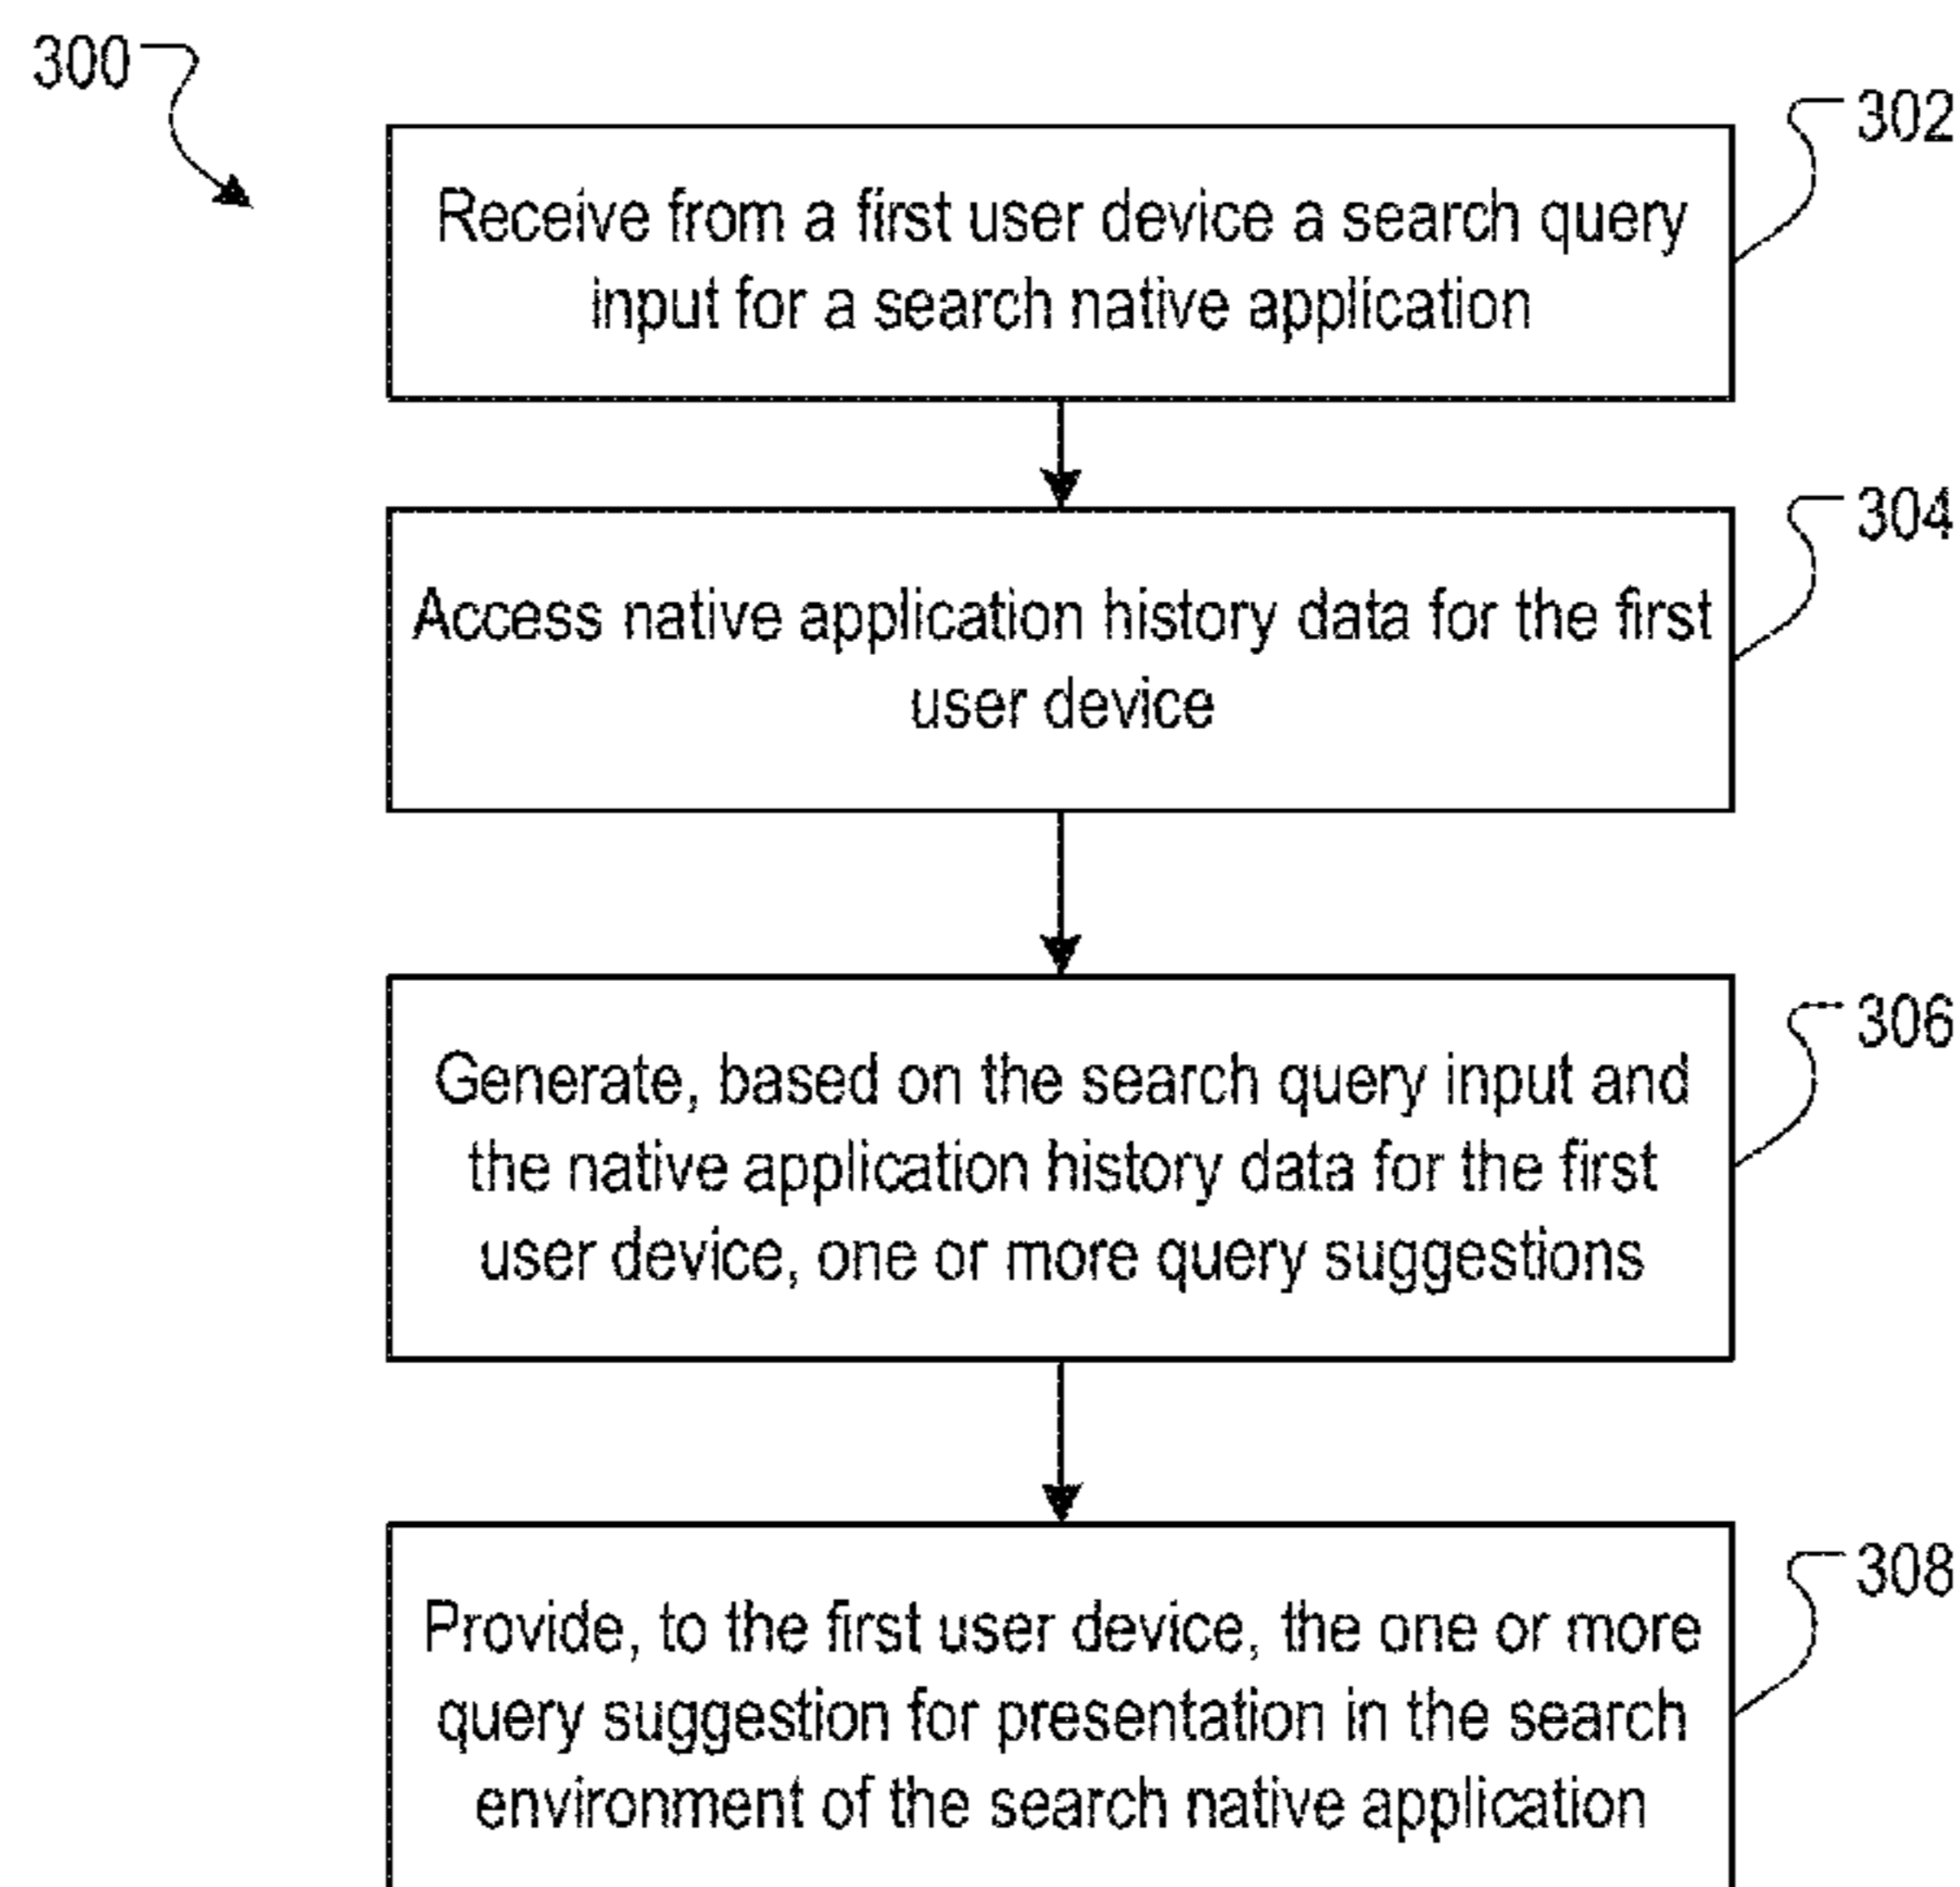 300
302
Receive from a first user device a search query
input for a search native application
304
Access native application history data for the first
user device
306
Generate, based on the search query input and
the native application history data for the first
user device, one or more query suggestions
308
Provide, to the first user device, the one or more
query suggestion for presentation in the search
environment of the search native application